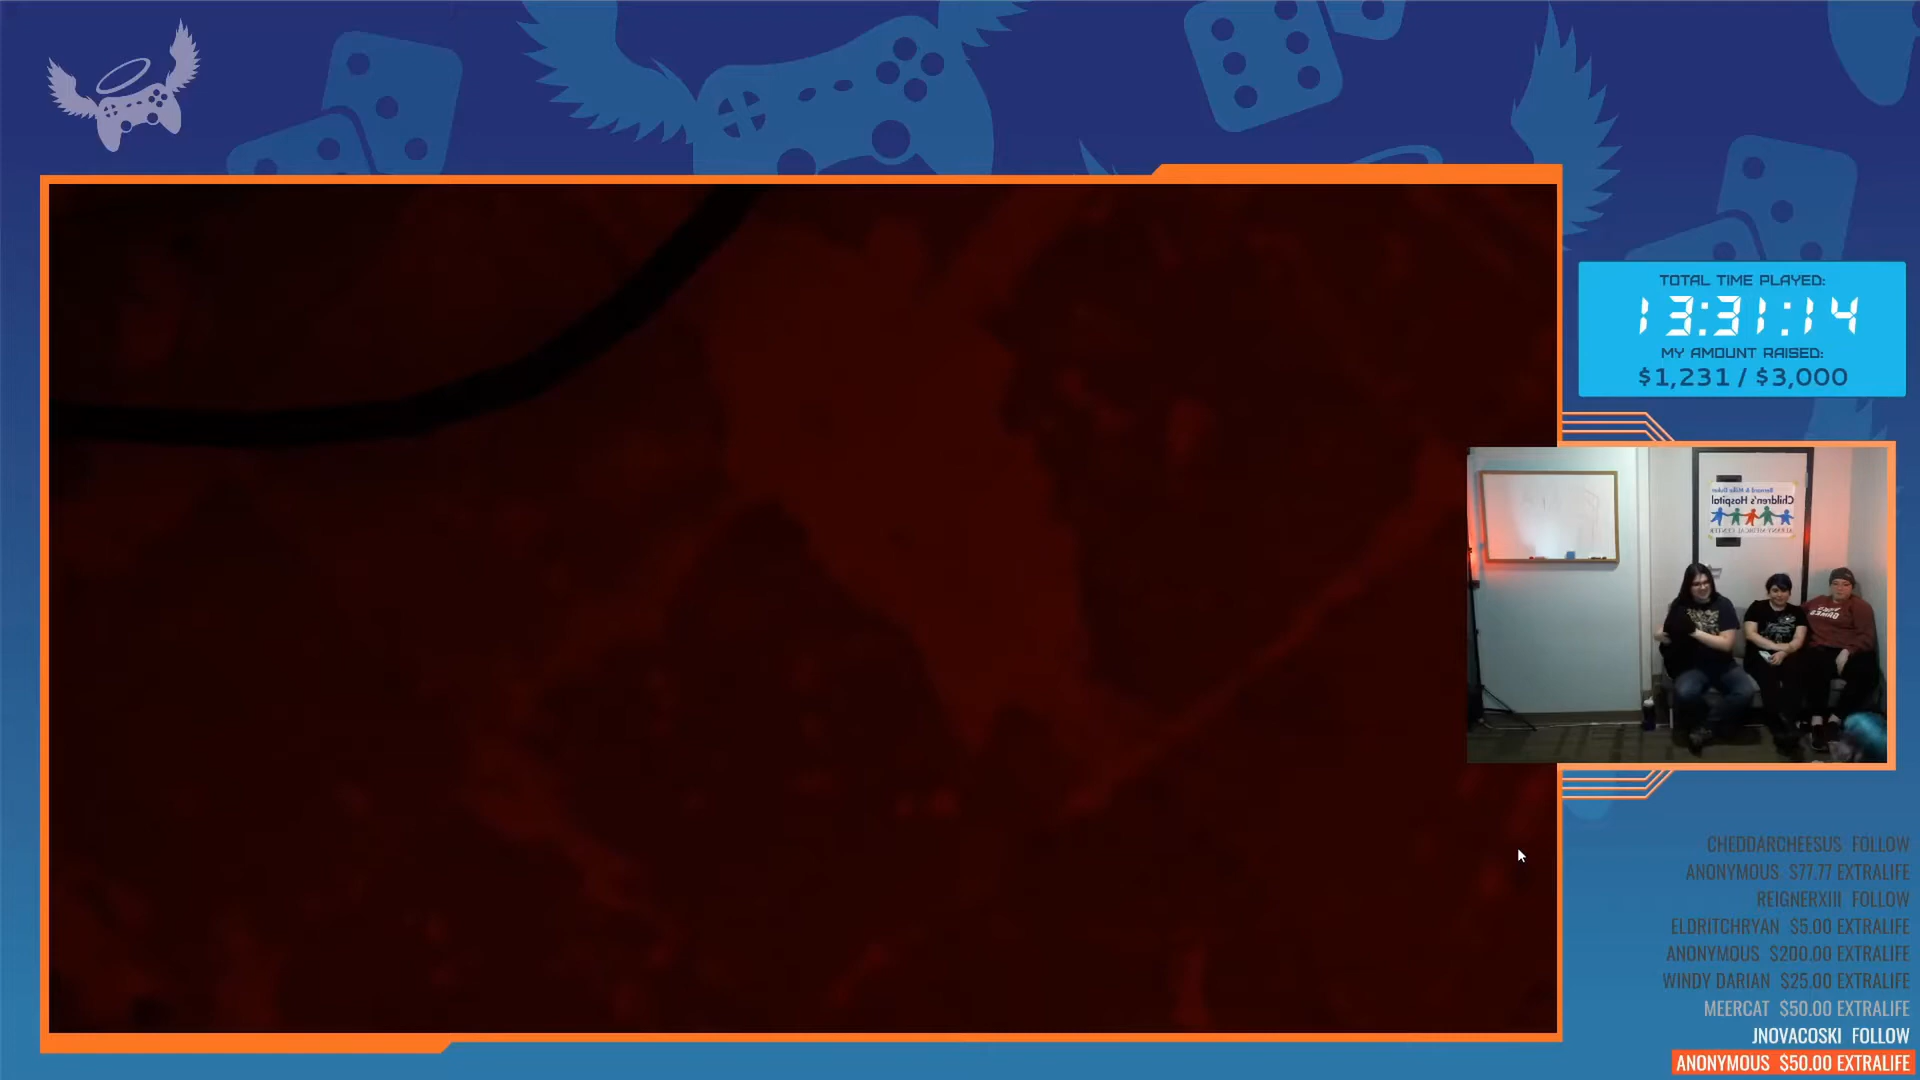 TOTAL TIME PLAYED:
13:31:14
MY AMOUNT RAISED:
$1,231 / $3,000
Children's Hospital
CHEDDARCHEESUS FOLLOW
ANONYMOUS $77.77 EXTRALIFE
REIGNERXIII FOLLOW
ELDRITCHRYAN $5.00 EXTRALIFE
ANONYMOUS $200.00 EXTRALIFE
WINDY DARIAN $25.00 EXTRALIFE
MEERCAT $50.00 EXTRALIFE
JNOVACOSKI FOLLOW
ANONYMOUS $50.00 EXTRALIFE